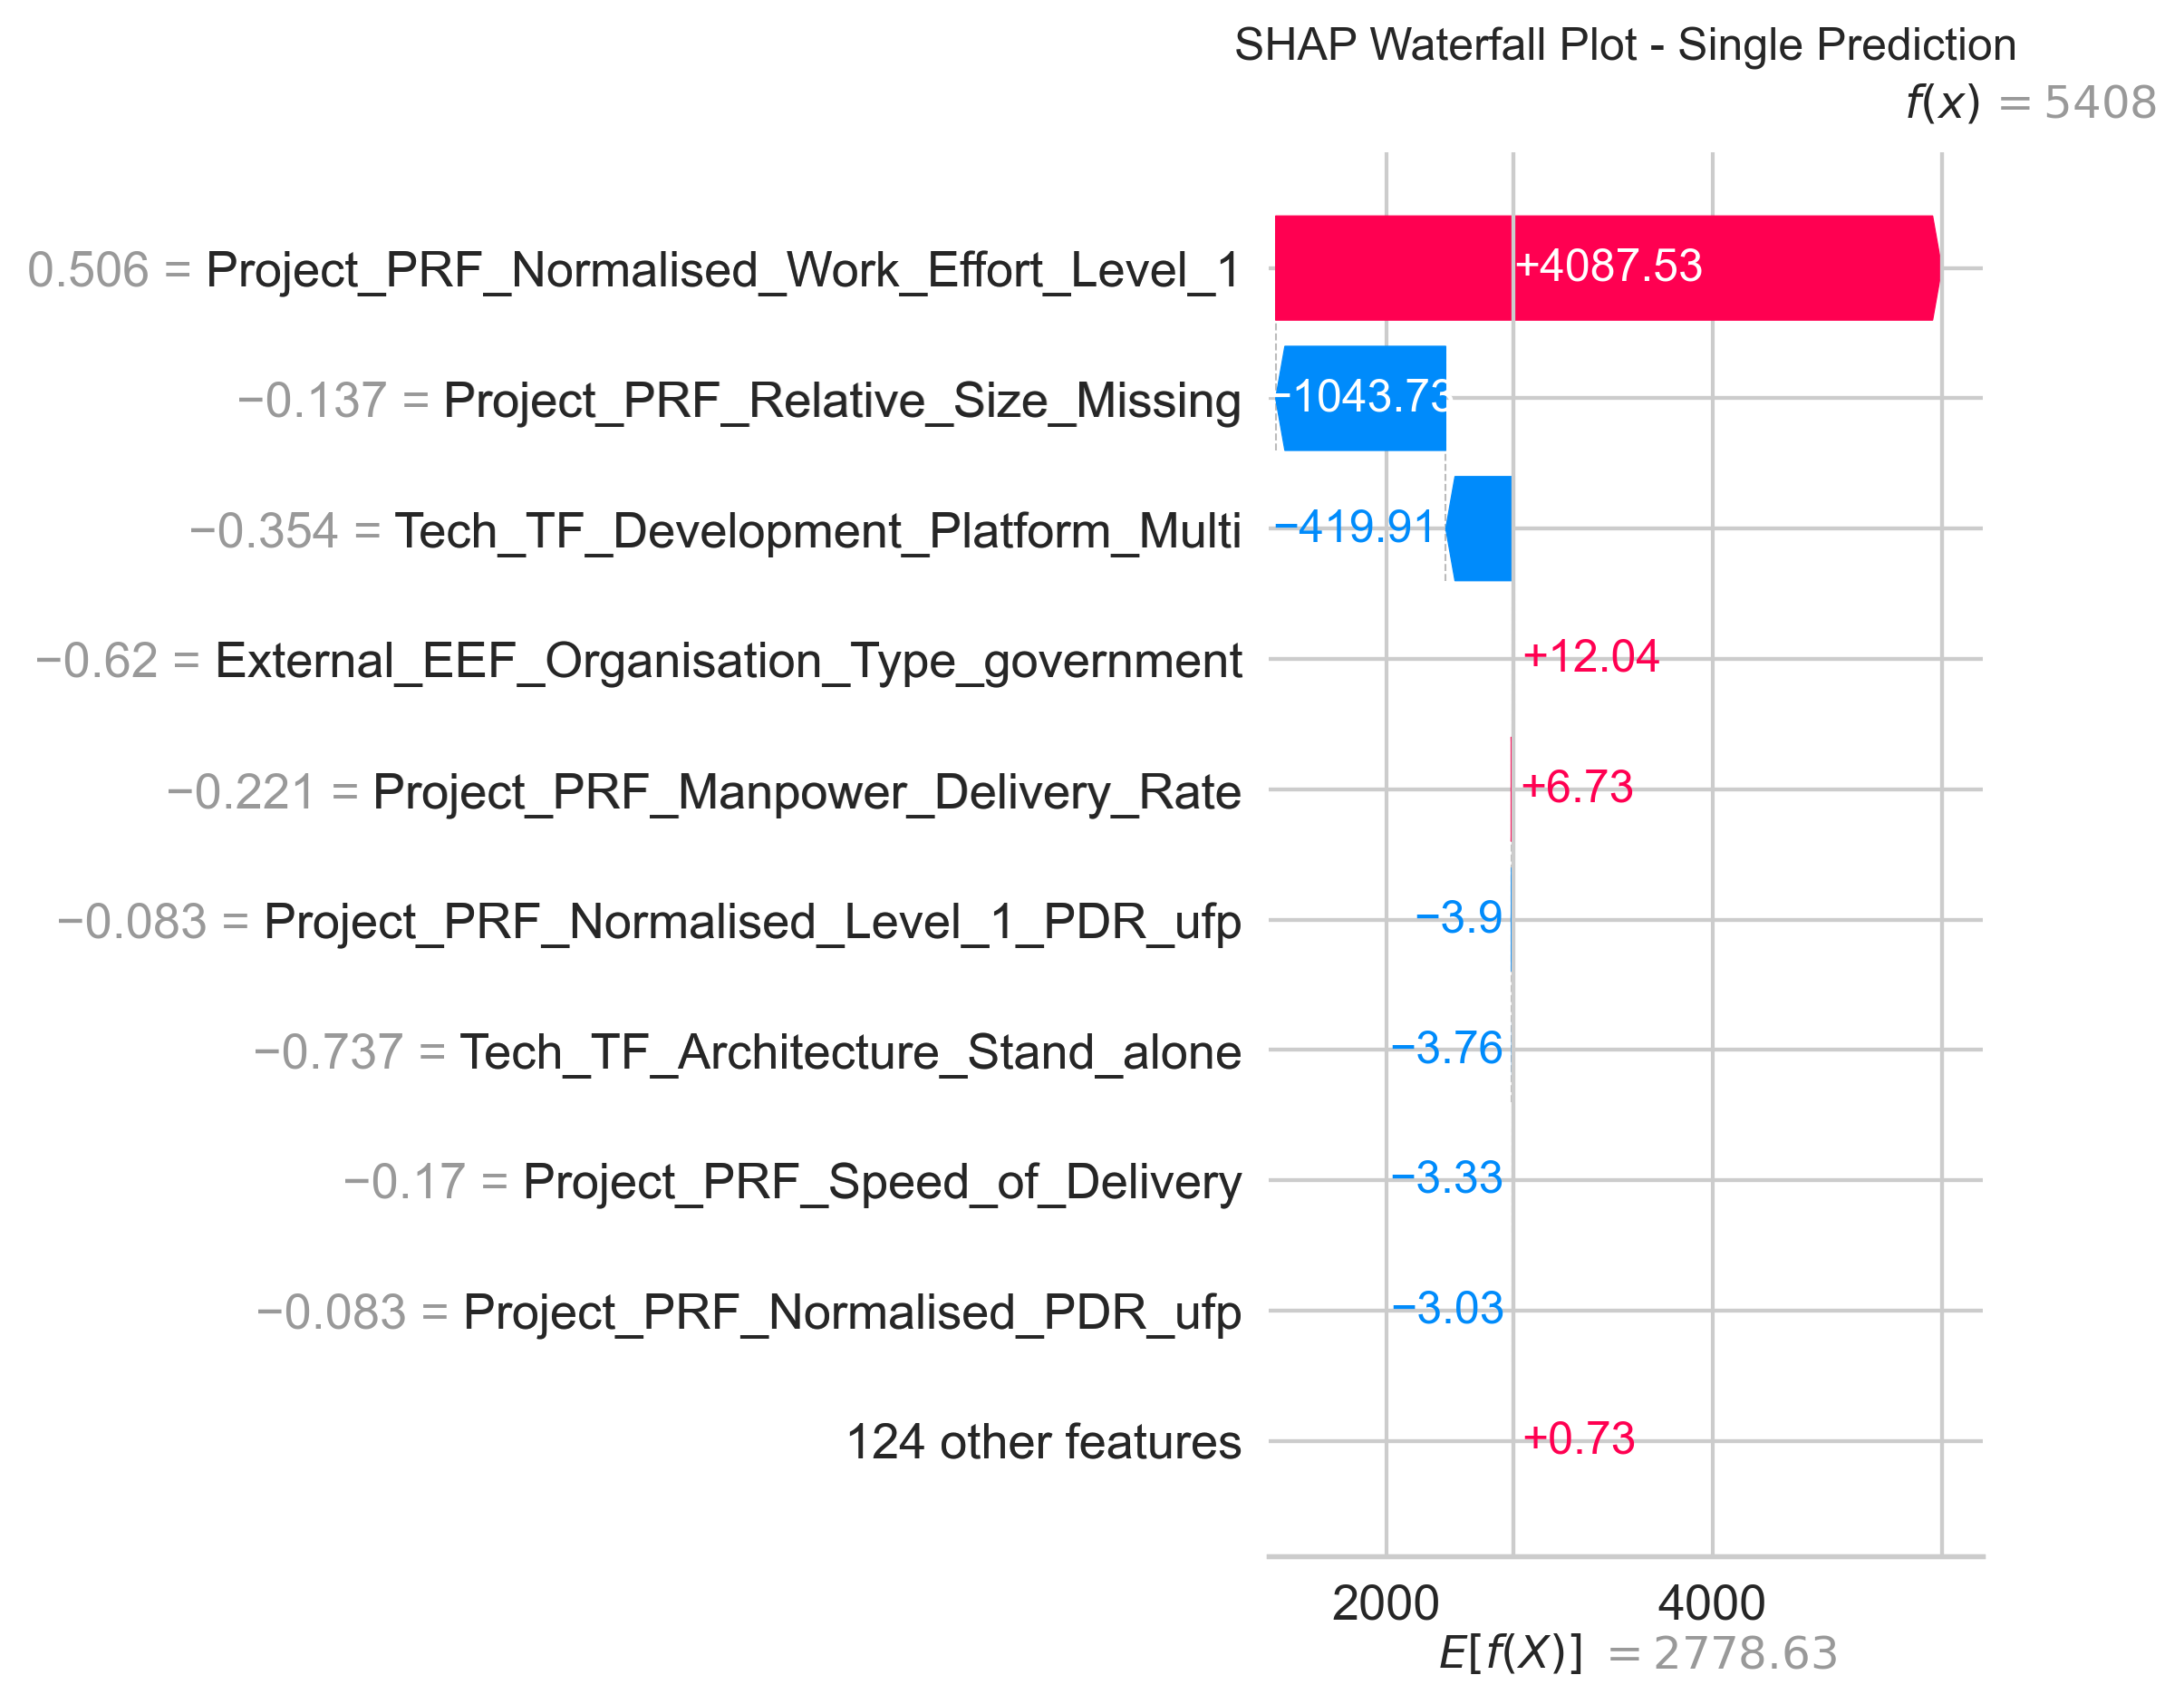 SHAP Waterfall Plot - Single Prediction
f(x) = 5408
0.506 = Project_PRF_Normalised_Work_Effort_Level_1 +4087.53
−0.137 = Project_PRF_Relative_Size_Missing −1043.73
−0.354 = Tech_TF_Development_Platform_Multi −419.91
−0.62 = External_EEF_Organisation_Type_government +12.04
−0.221 = Project_PRF_Manpower_Delivery_Rate +6.73
−0.083 = Project_PRF_Normalised_Level_1_PDR_ufp −3.9
−0.737 = Tech_TF_Architecture_Stand_alone −3.76
−0.17 = Project_PRF_Speed_of_Delivery −3.33
−0.083 = Project_PRF_Normalised_PDR_ufp −3.03
124 other features +0.73
2000 4000
E[f(X)] = 2778.63